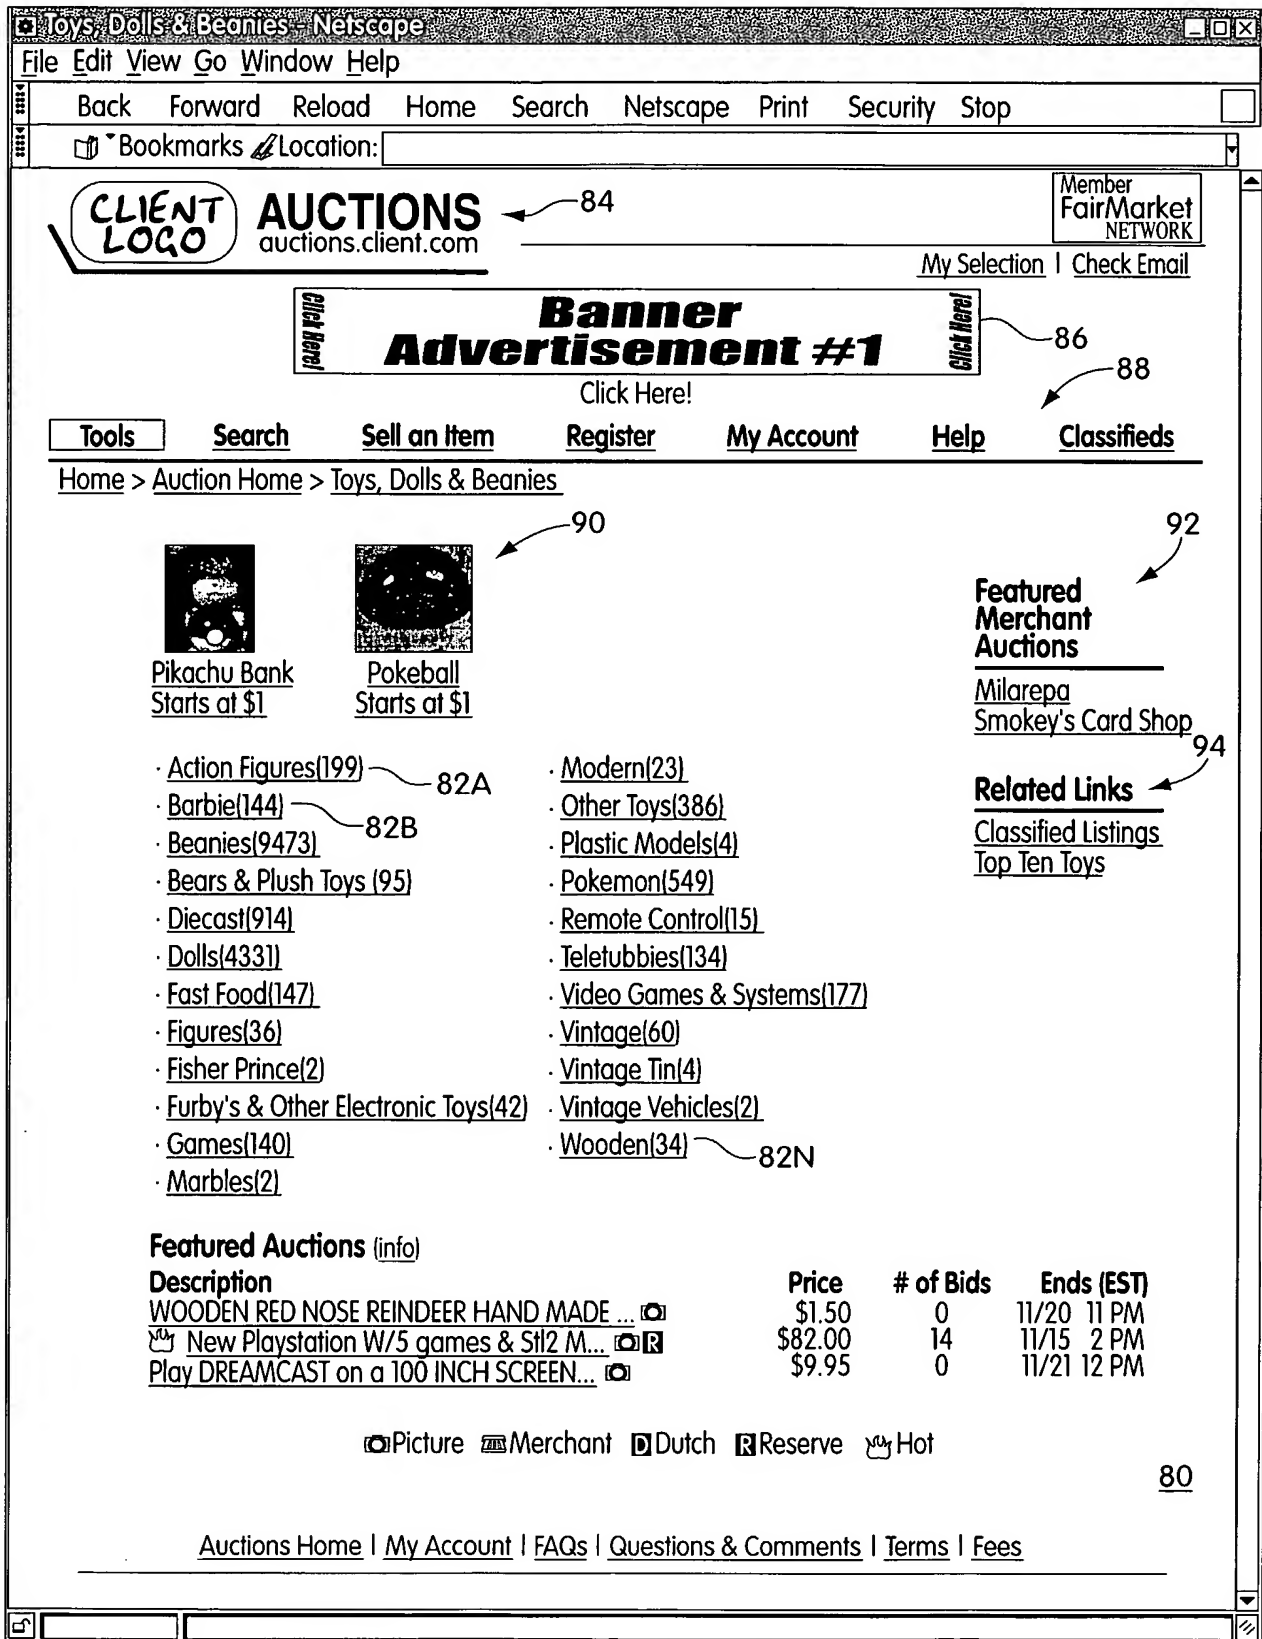 Toys, Dolls & Beanies - Netscape
File Edit View Go Window Help
Back Forward Reload Home Search Netscape Print Security Stop
Bookmarks Location:
CLIENT LOGO
AUCTIONS
auctions.client.com
84
Member
FairMarket
NETWORK
My Selection | Check Email
Click Here!
Banner
Advertisement #1
Click Here!
86
Click Here!
88
Tools Search Sell an Item Register My Account Help Classifieds
Home > Auction Home > Toys, Dolls & Beanies
90
92
Pikachu Bank
Starts at $1
Pokeball
Starts at $1
Featured
Merchant
Auctions
Milarepa
Smokey's Card Shop
94
Related Links
Classified Listings
Top Ten Toys
· Action Figures(199) 82A
· Barbie(144) 82B
· Beanies(9473)
· Bears & Plush Toys (95)
· Diecast(914)
· Dolls(4331)
· Fast Food(147)
· Figures(36)
· Fisher Prince(2)
· Furby's & Other Electronic Toys(42)
· Games(140)
· Marbles(2)
· Modern(23)
· Other Toys(386)
· Plastic Models(4)
· Pokemon(549)
· Remote Control(15)
· Teletubbies(134)
· Video Games & Systems(177)
· Vintage(60)
· Vintage Tin(4)
· Vintage Vehicles(2)
· Wooden(34) 82N
Featured Auctions (info)
Description Price # of Bids Ends (EST)
WOODEN RED NOSE REINDEER HAND MADE ... $1.50 0 11/20 11 PM
New Playstation W/5 games & Stl2 M... R $82.00 14 11/15 2 PM
Play DREAMCAST on a 100 INCH SCREEN... $9.95 0 11/21 12 PM
Picture Merchant D Dutch R Reserve Hot
80
Auctions Home | My Account | FAQs | Questions & Comments | Terms | Fees